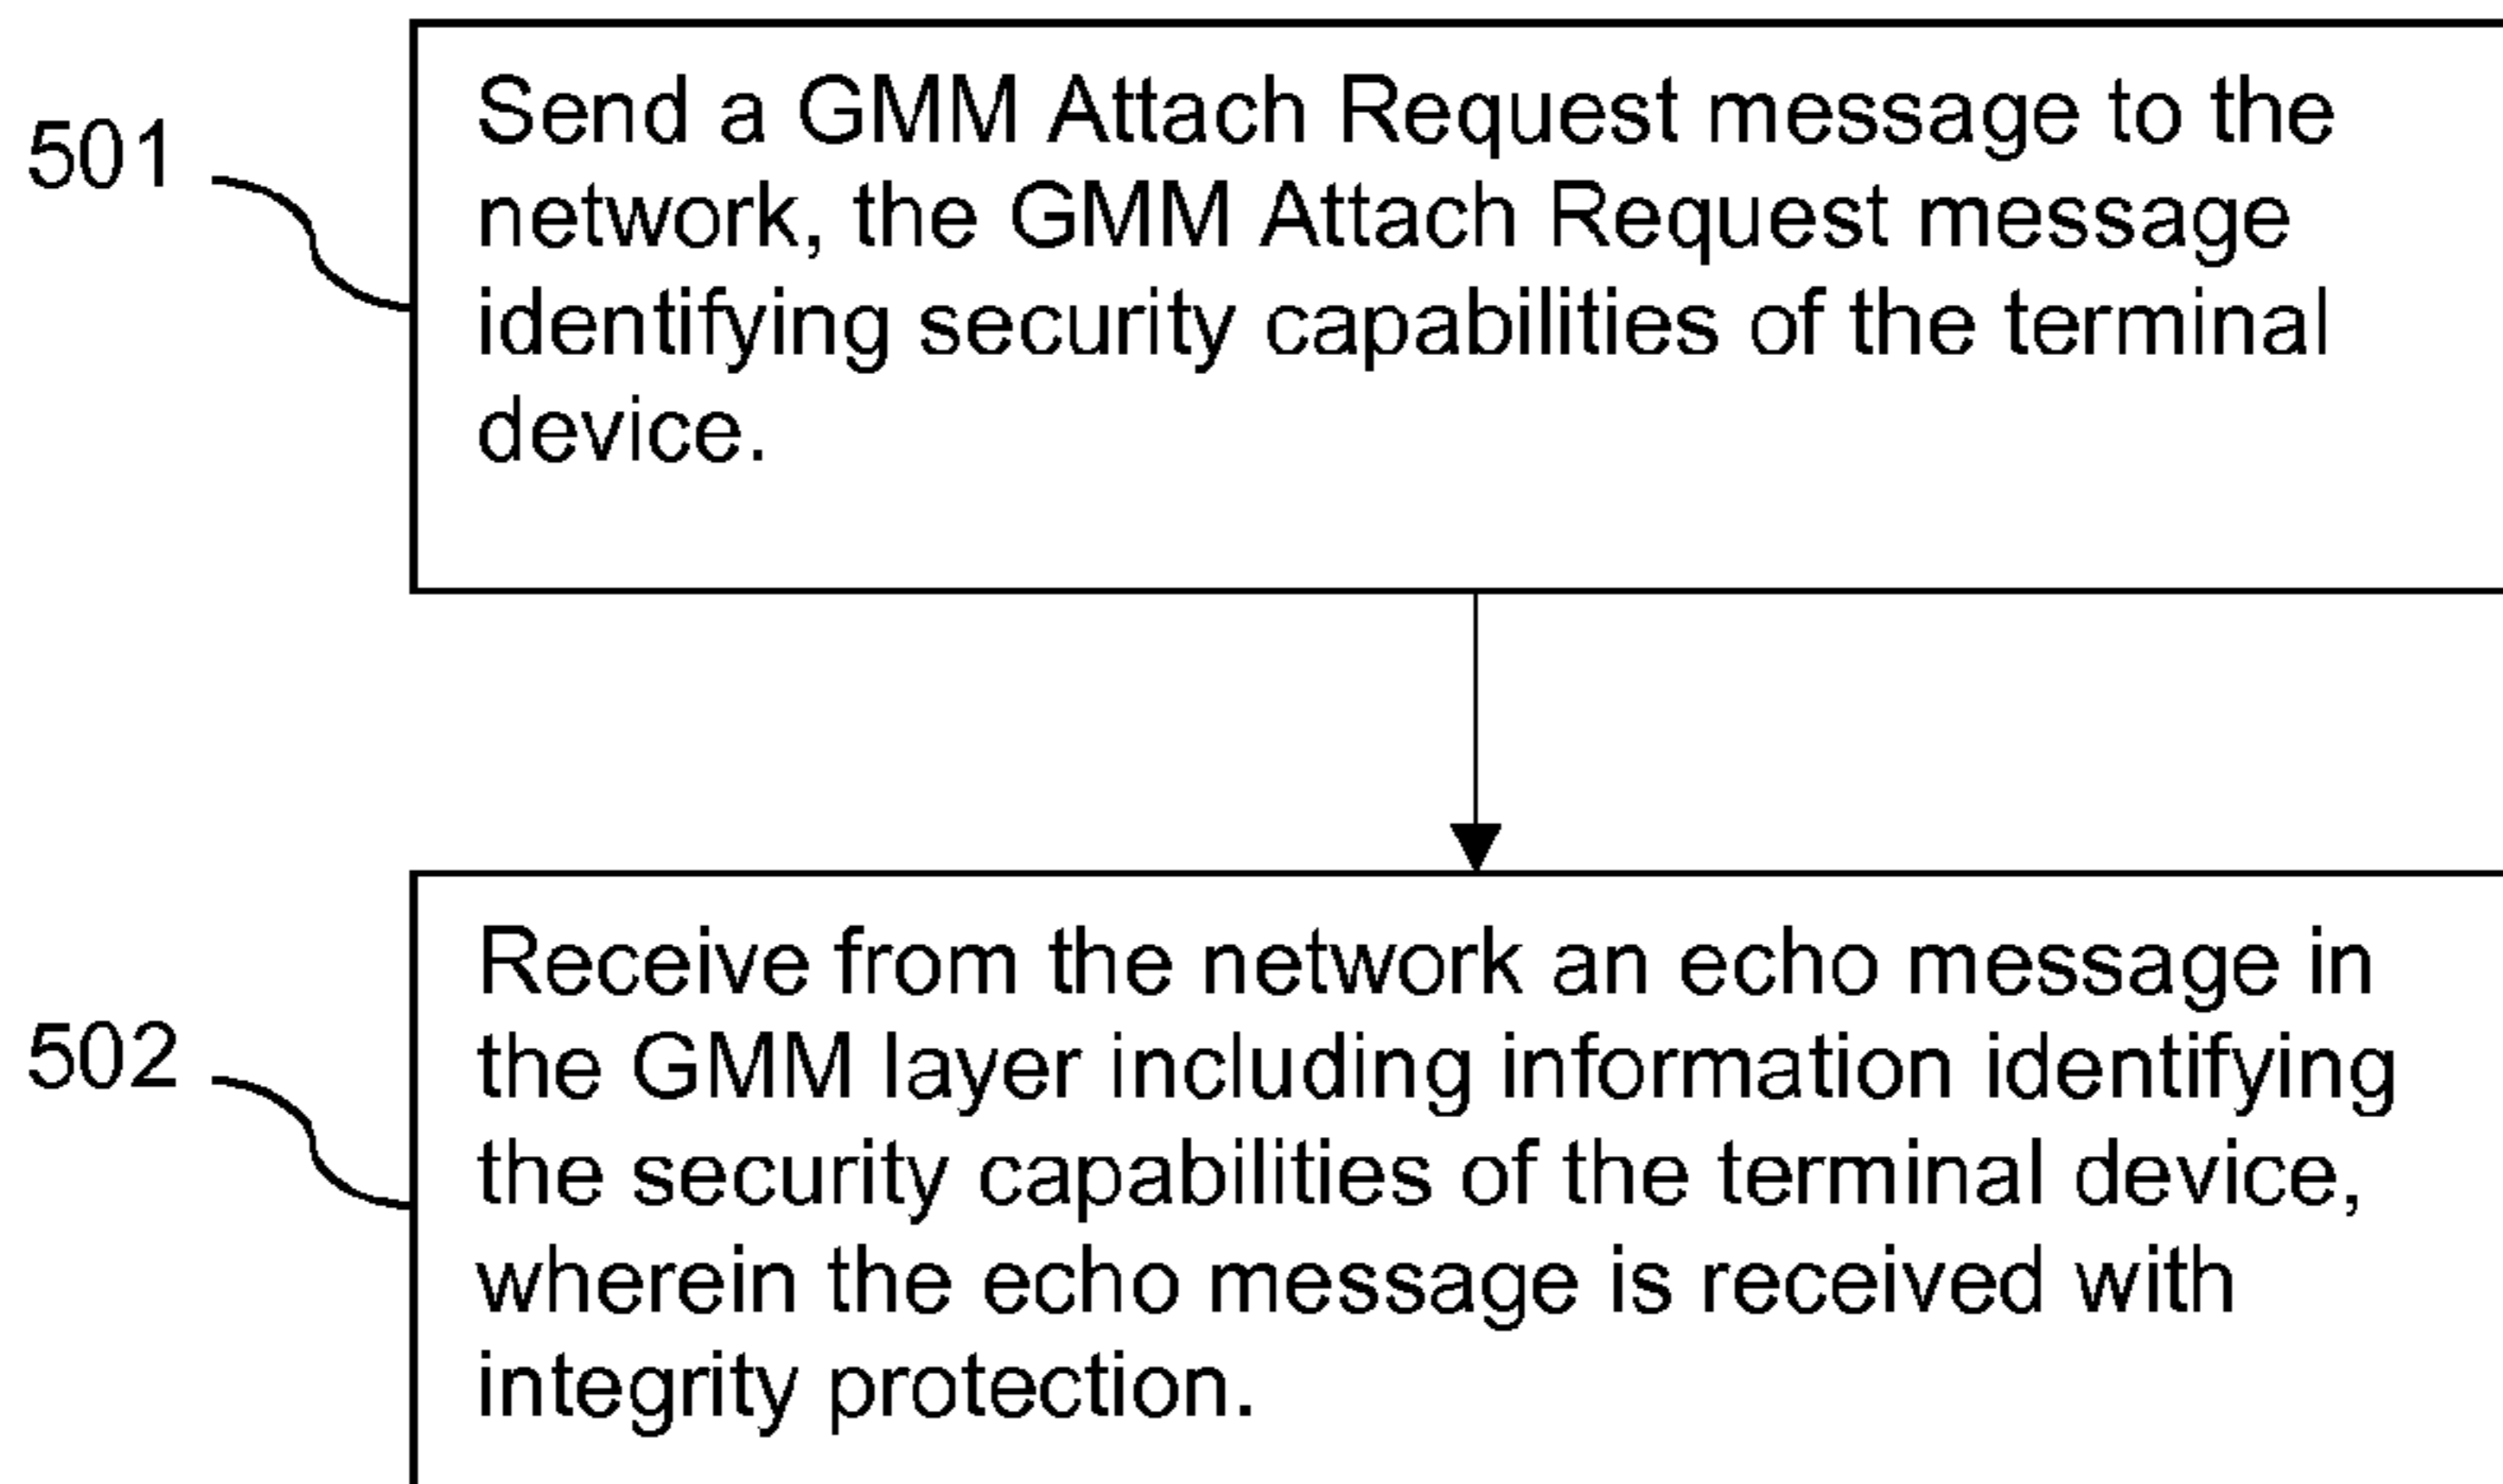 501
Send a GMM Attach Request message to the
network, the GMM Attach Request message
identifying security capabilities of the terminal
device.
502
Receive from the network an echo message in
the GMM layer including information identifying
the security capabilities of the terminal device,
wherein the echo message is received with
integrity protection.